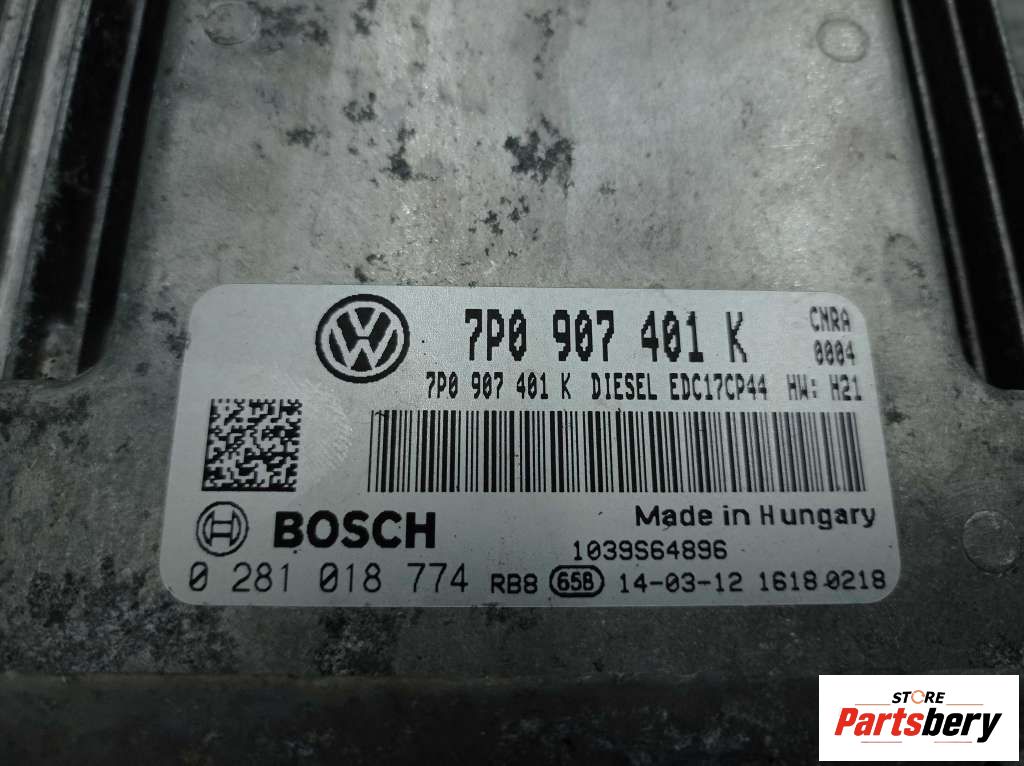 7P0 907 401 K
CNRA
0004
7P0 907 401 K DIESEL EDC17CP44 HW: H21
BOSCH
Made in Hungary
1039S64896
0 281 018 774 RB8 65B 14-03-12 1618 0218
STORE
Partsbery